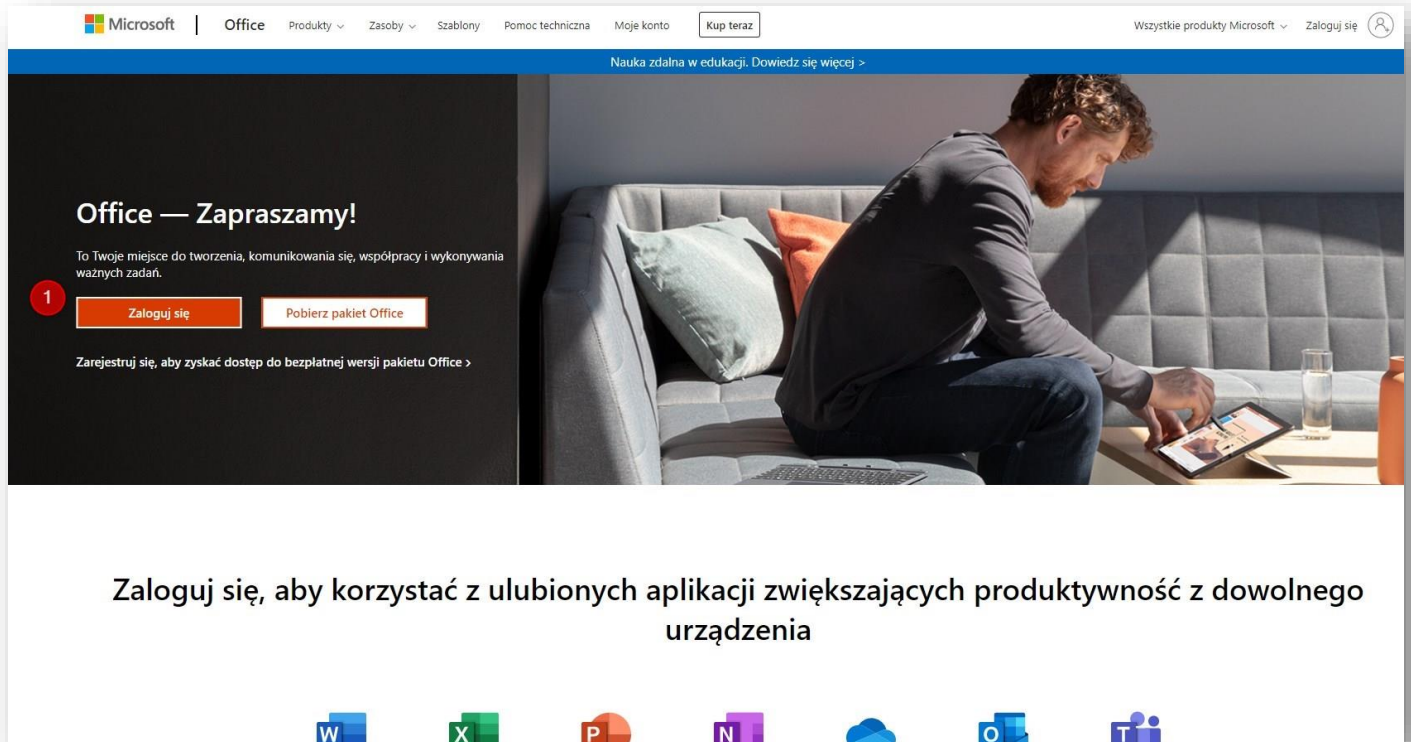 Microsoft | Office Produkty Zasoby Szablony Pomoc techniczna Moje konto Kup teraz Wszystkie produkty Microsoft Zaloguj się
Nauka zdalna w edukacji. Dowiedz się więcej >
Office — Zapraszamy!
To Twoje miejsce do tworzenia, komunikowania się, współpracy i wykonywania
ważnych zadań.
1
Zaloguj się Pobierz pakiet Office
Zarejestruj się, aby zyskać dostęp do bezpłatnej wersji pakietu Office >
Zaloguj się, aby korzystać z ulubionych aplikacji zwiększających produktywność z dowolnego
urządzenia
W X P N O T